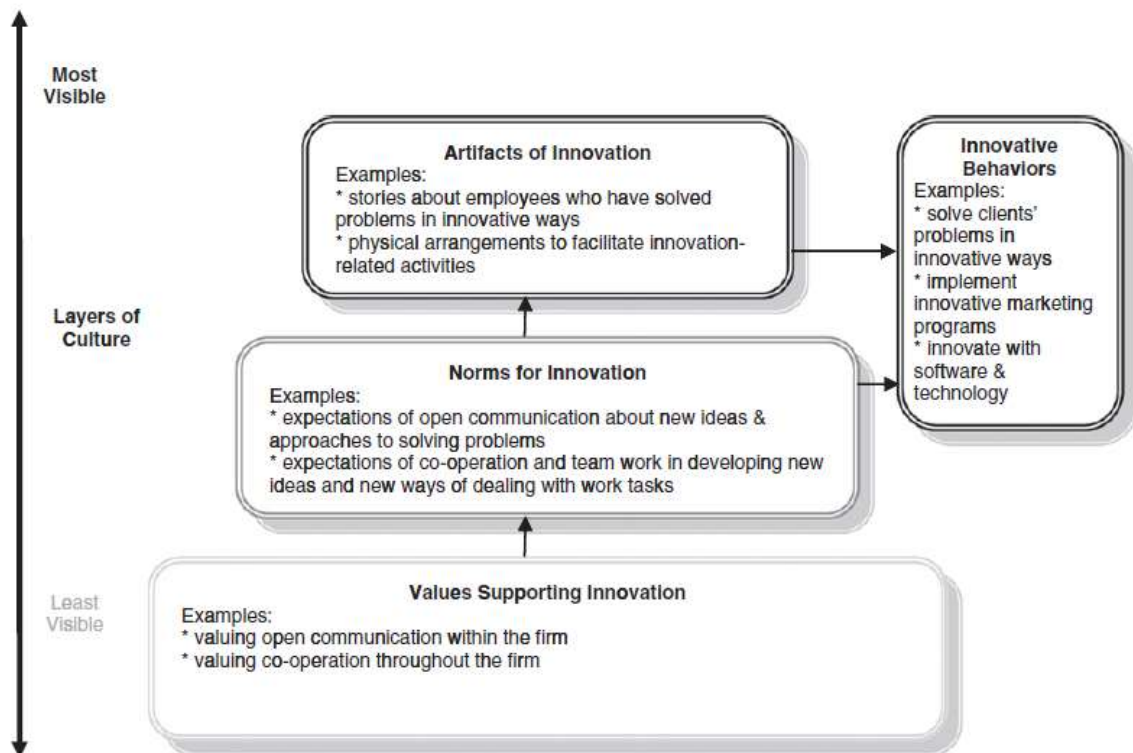 Most
Visible
Artifacts of Innovation
Examples:
* stories about employees who have solved
problems in innovative ways
* physical arrangements to facilitate innovation-
related activities
Innovative
Behaviors
Examples:
* solve clients'
problems in
innovative ways
* implement
innovative marketing
programs
* innovate with
software &
technology
Layers of
Culture
Norms for Innovation
Examples:
* expectations of open communication about new ideas &
approaches to solving problems
* expectations of co-operation and team work in developing new
ideas and new ways of dealing with work tasks
Least
Visible
Values Supporting Innovation
Examples:
* valuing open communication within the firm
* valuing co-operation throughout the firm